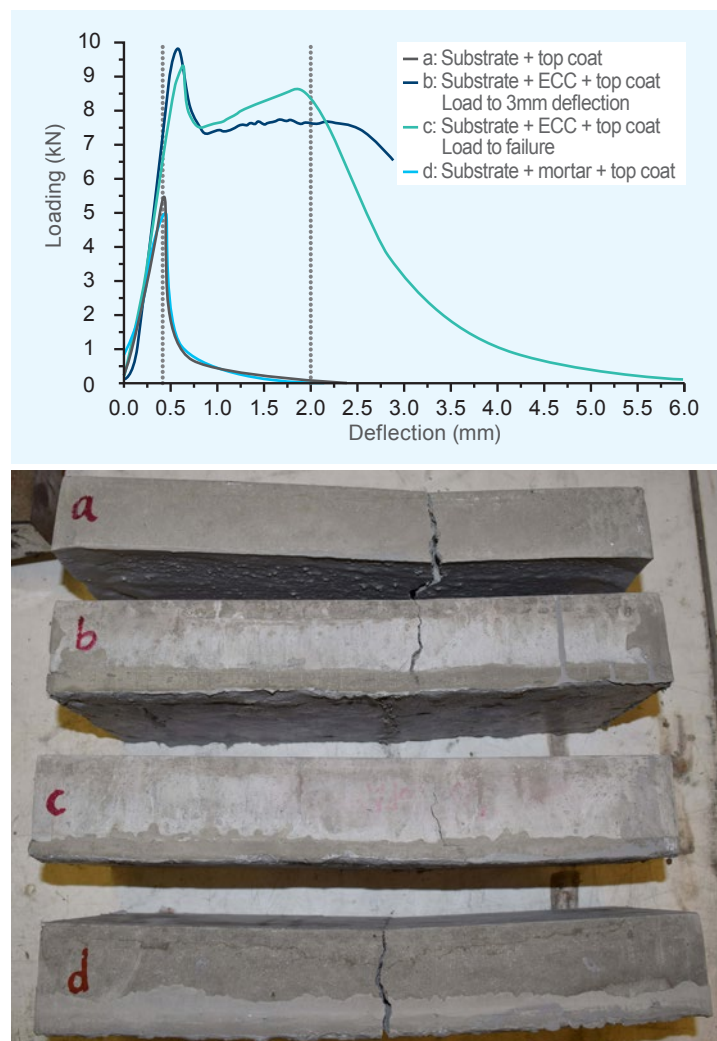 10
9
8
7
6
5
4
3
2
1
0
Loading (kN)
a: Substrate + top coat
b: Substrate + ECC + top coat
Load to 3mm deflection
c: Substrate + ECC + top coat
Load to failure
d: Substrate + mortar + top coat
0.0 0.5 1.0 1.5 2.0 2.5 3.0 3.5 4.0 4.5 5.0 5.5 6.0
Deflection (mm)
a
b
c
d